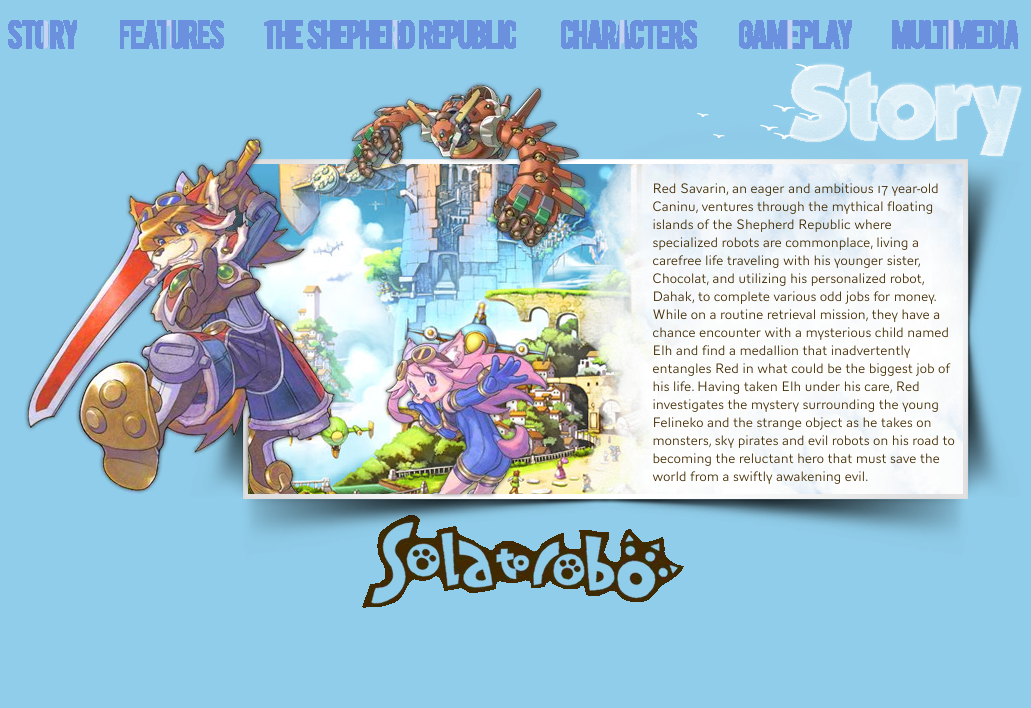 STORY FEATURES THE SHEPHERD REPUBLIC CHARACTERS GAMEPLAY MULTIMEDIA
Story
Red Savarin, an eager and ambitious 17 year-old
Caninu, ventures through the mythical floating
islands of the Shepherd Republic where
specialized robots are commonplace, living a
carefree life traveling with his younger sister,
Chocolat, and utilizing his personalized robot,
Dahak, to complete various odd jobs for money.
While on a routine retrieval mission, they have a
chance encounter with a mysterious child named
Elh and find a medallion that inadvertently
entangles Red in what could be the biggest job of
his life. Having taken Elh under his care, Red
investigates the mystery surrounding the young
Felineko and the strange object as he takes on
monsters, sky pirates and evil robots on his road to
becoming the reluctant hero that must save the
world from a swiftly awakening evil.
Solatorobo